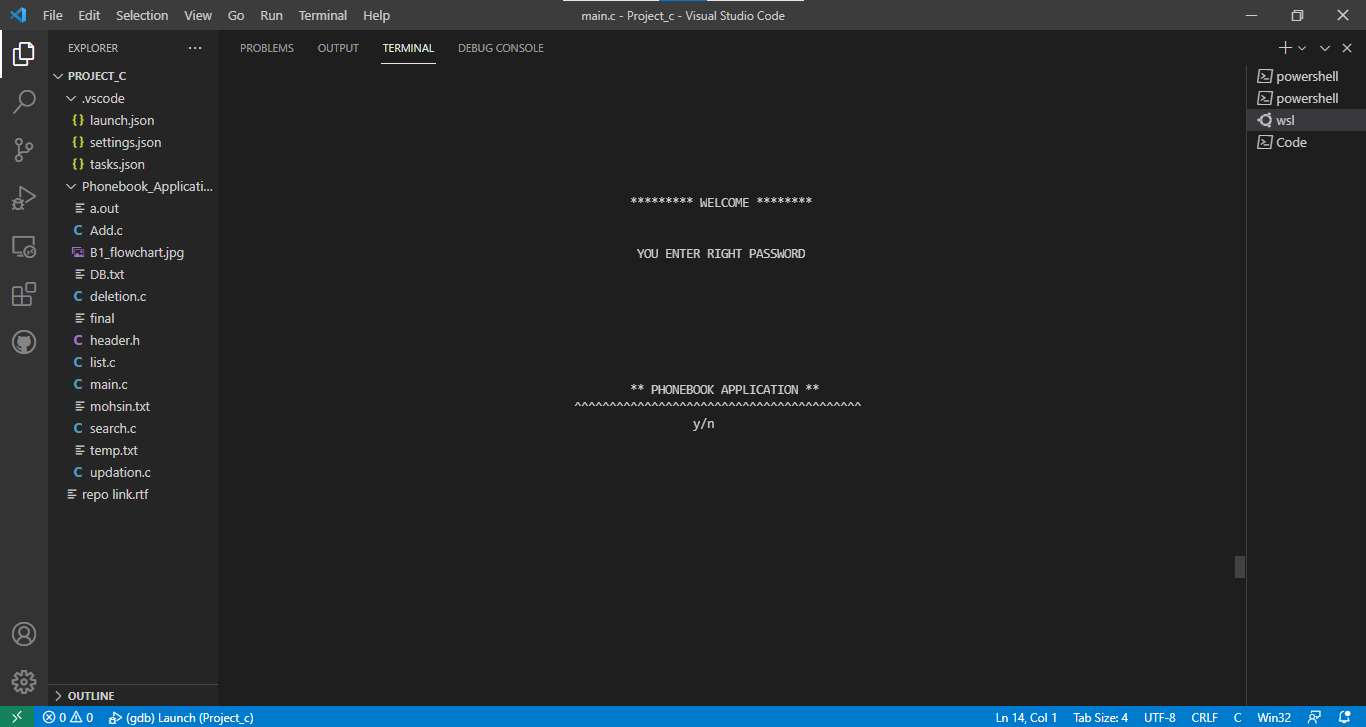 File Edit Selection View Go Run Terminal Help main.c - Project_c - Visual Studio Code
EXPLORER ··· PROBLEMS OUTPUT TERMINAL DEBUG CONSOLE
PROJECT_C
.vscode
{} launch.json
{} settings.json
{} tasks.json
Phonebook_Applicati...
a.out
C Add.c
B1_flowchart.jpg
DB.txt
C deletion.c
final
C header.h
C list.c
C main.c
mohsin.txt
C search.c
temp.txt
C updation.c
repo link.rtf
OUTLINE
********* WELCOME ********
YOU ENTER RIGHT PASSWORD
** PHONEBOOK APPLICATION **
^^^^^^^^^^^^^^^^^^^^^^^^^^^^^^^^^^^^^^^^^
y/n
powershell
powershell
wsl
Code
0 0 (gdb) Launch (Project_c) Ln 14, Col 1 Tab Size: 4 UTF-8 CRLF C Win32